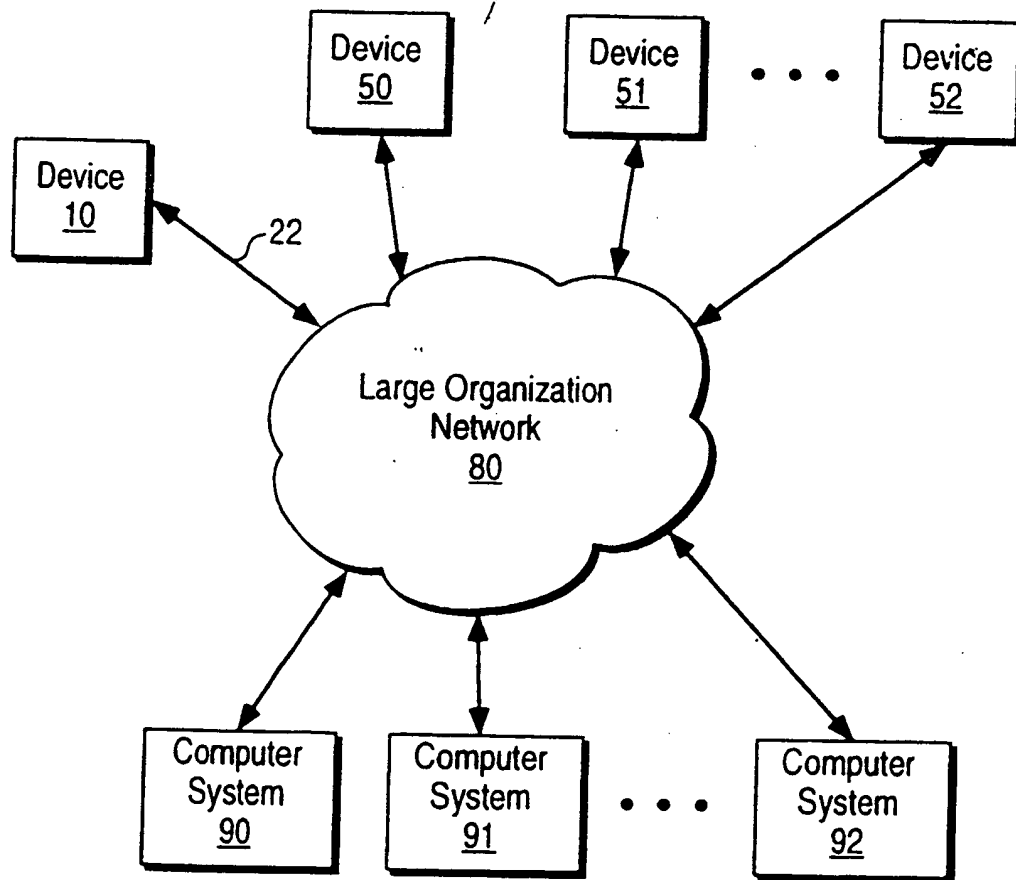 Device
50
Device
51
Device
52
Device
10
22
Large Organization
Network
80
Computer
System
90
Computer
System
91
Computer
System
92